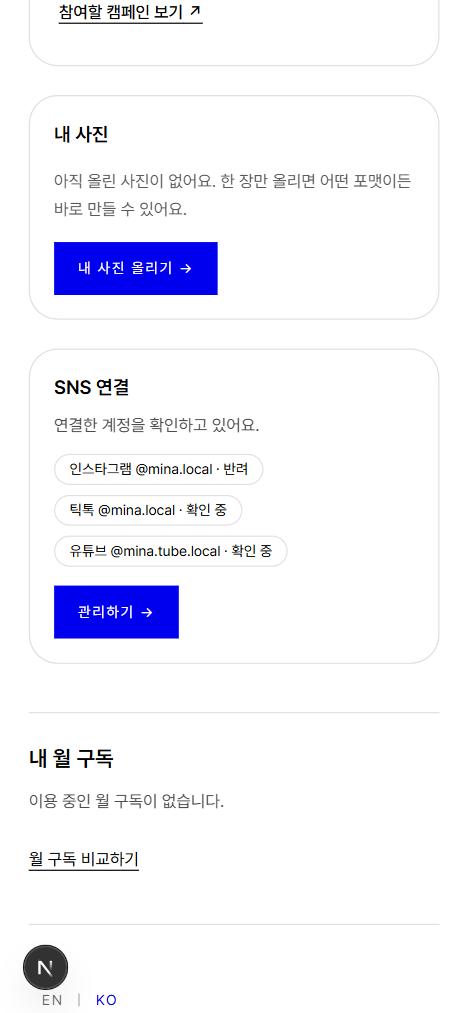 참여할 캠페인 보기 ↗
내 사진
아직 올린 사진이 없어요. 한 장만 올리면 어떤 포맷이든
바로 만들 수 있어요.
내 사진 올리기 →
SNS 연결
연결한 계정을 확인하고 있어요.
인스타그램 @mina.local · 반려
틱톡 @mina.local · 확인 중
유튜브 @mina.tube.local · 확인 중
관리하기 →
내 월 구독
이용 중인 월 구독이 없습니다.
월 구독 비교하기
N
EN | KO